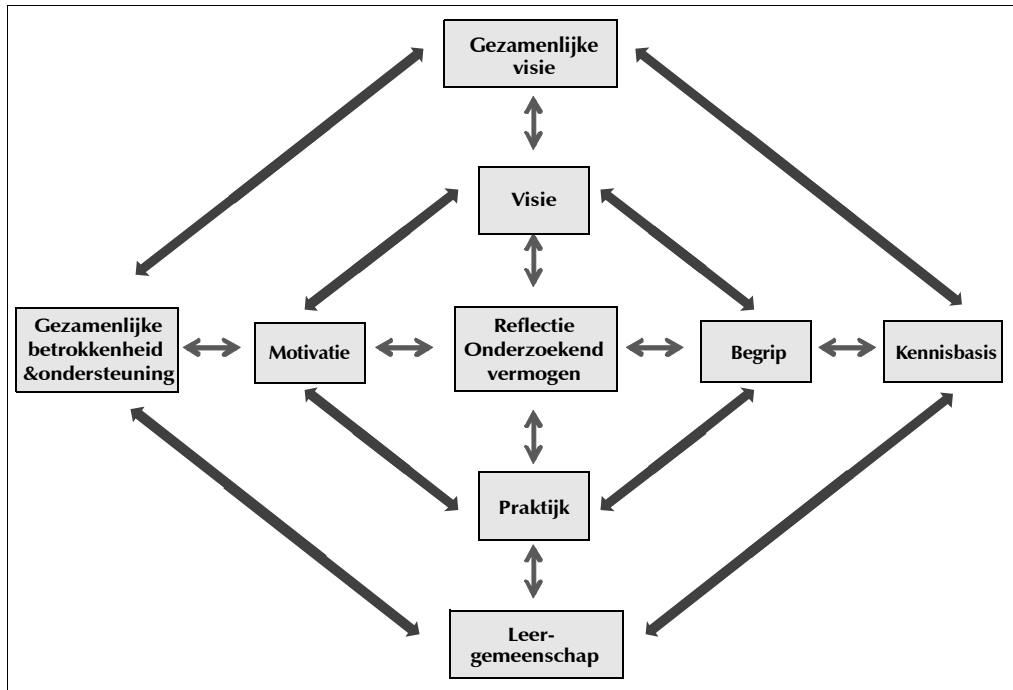 Gezamenlijke
visie
Visie
Gezamenlijke
betrokkenheid
&ondersteuning
Motivatie
Reflectie
Onderzoekend
vermogen
Begrip
Kennisbasis
Praktijk
Leer-
gemeenschap